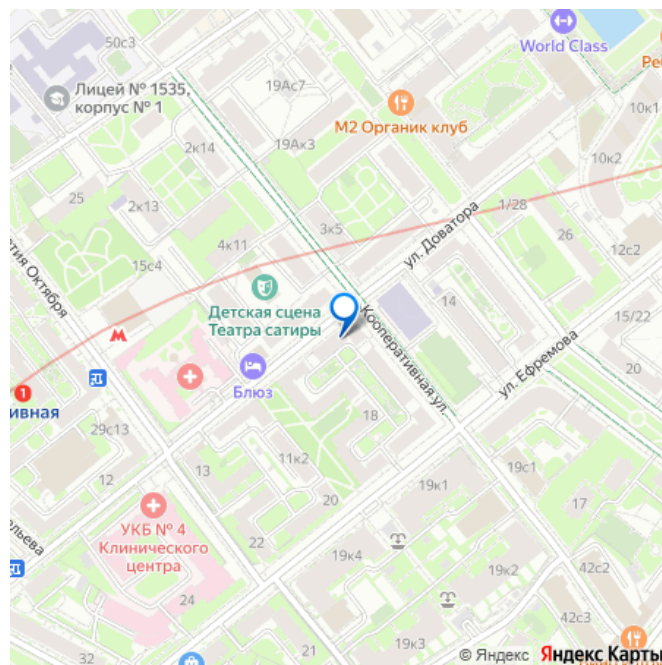 50с3
World Class
Ре
Лицей № 1535,
корпус № 1
19Ас7
М2 Органик клуб
10к1
2к14
19Ак3
10к2
25
2к13
1/28
ул. Доватора
3к5
26
4к11
12с2
15с4
тия Октября
Детская сцена
Театра сатиры
14
15/22
Кооперативная ул.
ул. Ефремова
Блюз
20
1
ивная
18
29с13
11к2
19с1
12
13
19к1
17
20
УКБ № 4
Клинического
центра
22
льева
19к4
19к2
42с2
24
42с3
19к3
32
21
© Яндекс Яндекс Карты